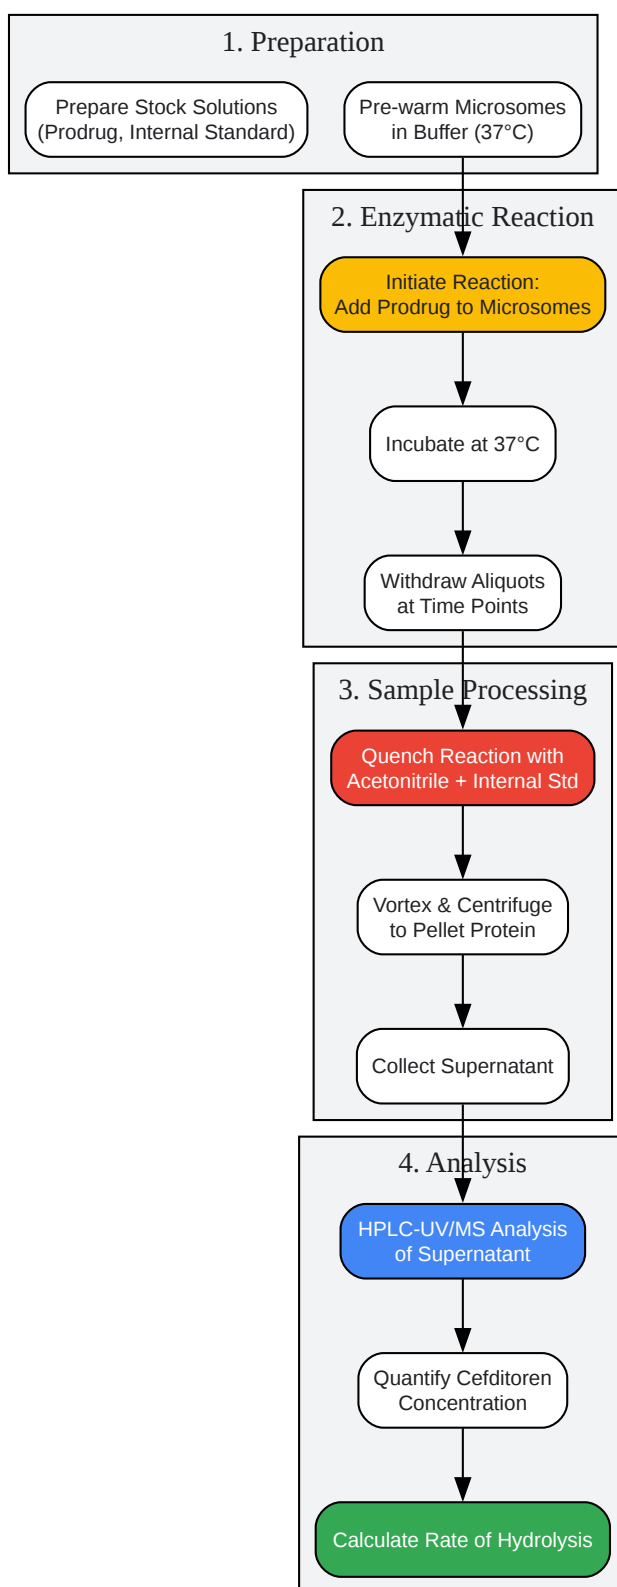 1. Preparation
Prepare Stock Solutions
(Prodrug, Internal Standard)
Pre-warm Microsomes
in Buffer (37°C)
2. Enzymatic Reaction
Initiate Reaction:
Add Prodrug to Microsomes
Incubate at 37°C
Withdraw Aliquots
at Time Points
3. Sample Processing
Quench Reaction with
Acetonitrile + Internal Std
Vortex & Centrifuge
to Pellet Protein
Collect Supernatant
4. Analysis
HPLC-UV/MS Analysis
of Supernatant
Quantify Cefditoren
Concentration
Calculate Rate of Hydrolysis